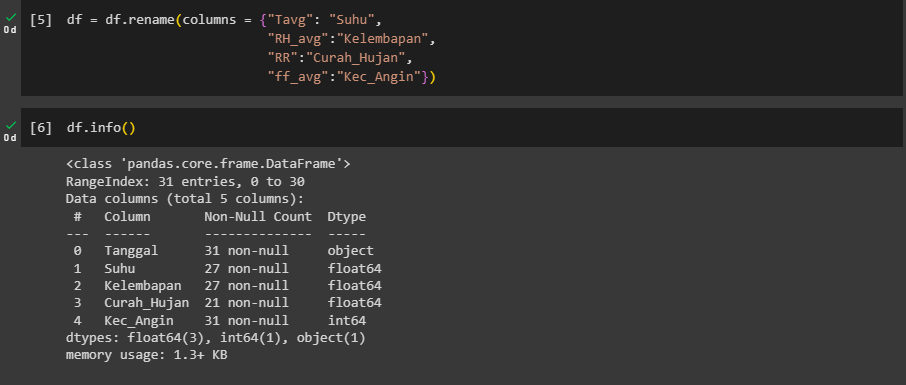 [5] df = df.rename(columns = {"Tavg": "Suhu",
"RH_avg":"Kelembapan",
"RR":"Curah_Hujan",
"ff_avg":"Kec_Angin"})
0d
[6] df.info()
0d
<class 'pandas.core.frame.DataFrame'>
RangeIndex: 31 entries, 0 to 30
Data columns (total 5 columns):
 #   Column       Non-Null Count  Dtype
---  ------       --------------  -----
 0   Tanggal      31 non-null     object
 1   Suhu         27 non-null     float64
 2   Kelembapan   27 non-null     float64
 3   Curah_Hujan  21 non-null     float64
 4   Kec_Angin    31 non-null     int64
dtypes: float64(3), int64(1), object(1)
memory usage: 1.3+ KB